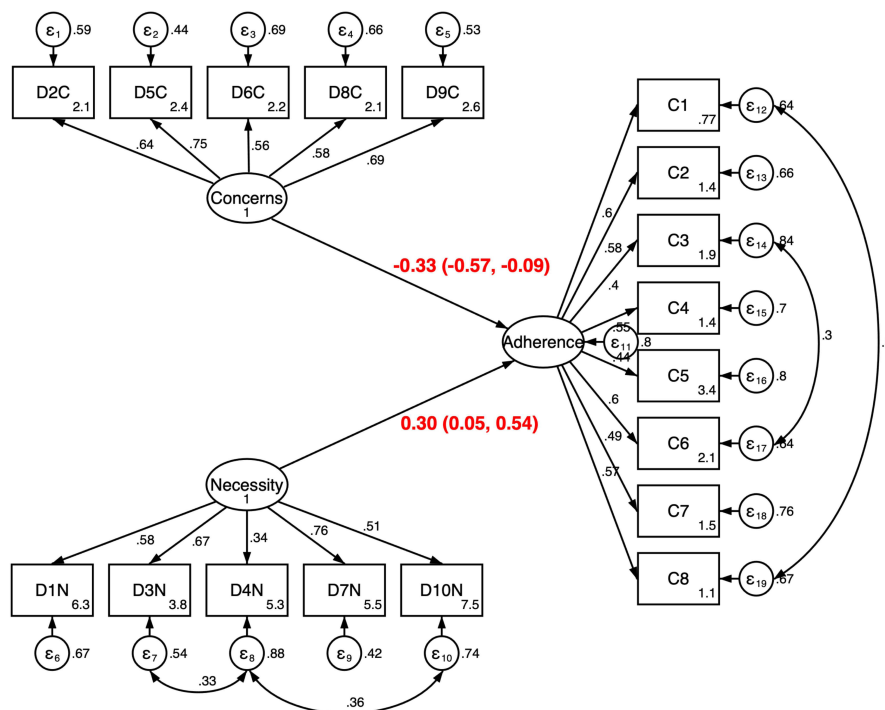 ε1 .59 ε2 .44 ε3 .69 ε4 .66 ε5 .53
D2C 2.1 D5C 2.4 D6C 2.2 D8C 2.1 D9C 2.6
.64 .75 .56 .58 .69
Concerns 1
-0.33 (-0.57, -0.09)
C1 .77 ε12 .64
C2 1.4 ε13 .66
.6
C3 1.9 ε14 .84
.58
.4
C4 1.4 ε15 .7
.55
.3
Adherence ε11 .8
.44
C5 3.4 ε16 .8
.6
0.30 (0.05, 0.54)
C6 2.1 ε17 .64
.49
.57
Necessity 1
C7 1.5 ε18 .76
.58 .67 .34 .76 .51
C8 1.1 ε19 .67
D1N 6.3 D3N 3.8 D4N 5.3 D7N 5.5 D10N 7.5
ε6 .67 ε7 .54 ε8 .88 ε9 .42 ε10 .74
.33 .36